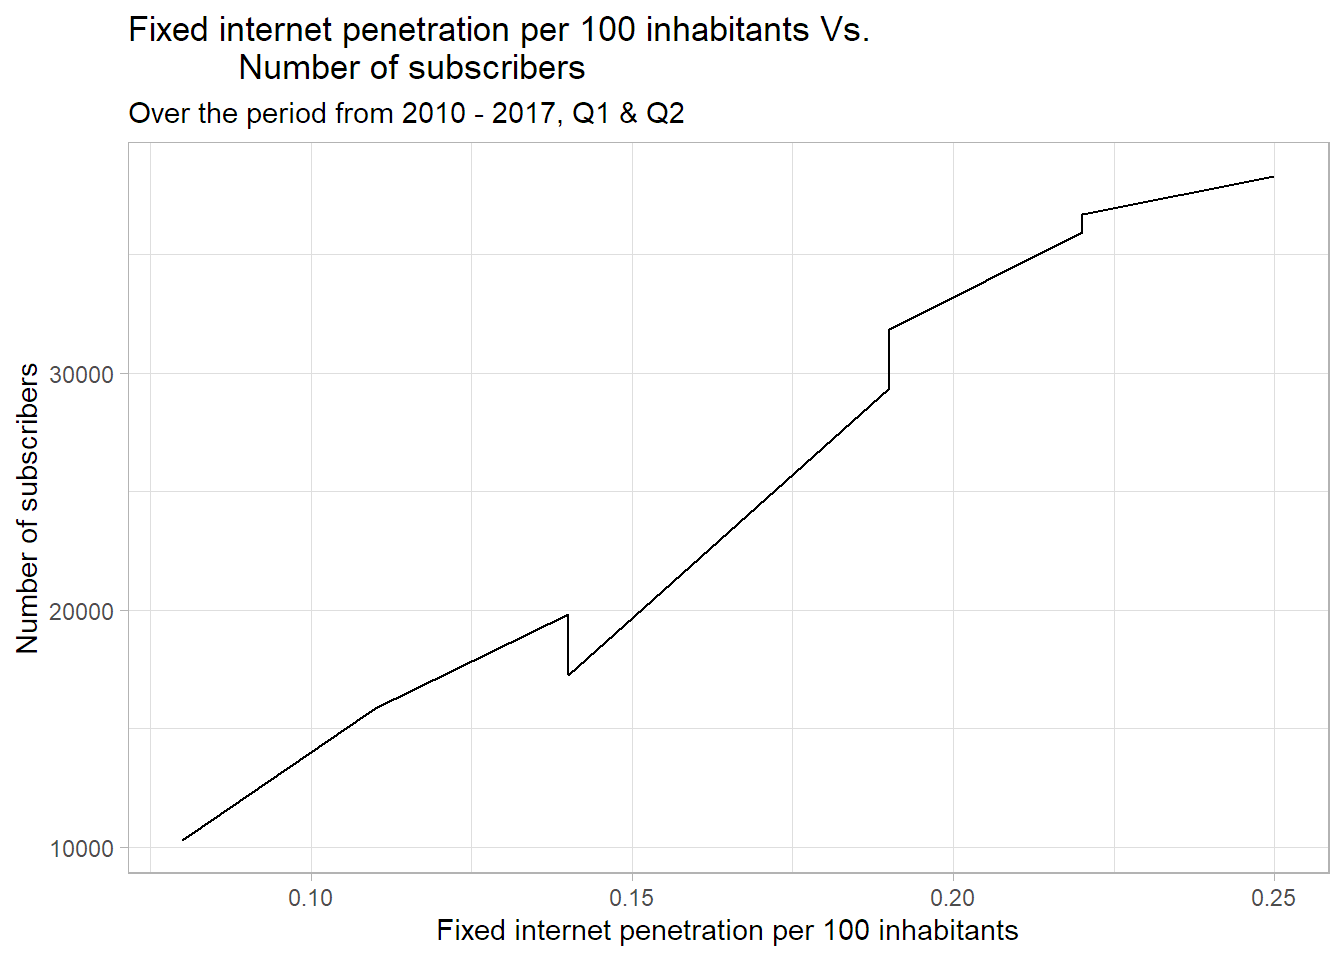 Fixed internet penetration per 100 inhabitants Vs.
Number of subscribers
Over the period from 2010 - 2017, Q1 & Q2
Number of subscribers
30000
20000
10000
0.10 0.15 0.20 0.25
Fixed internet penetration per 100 inhabitants